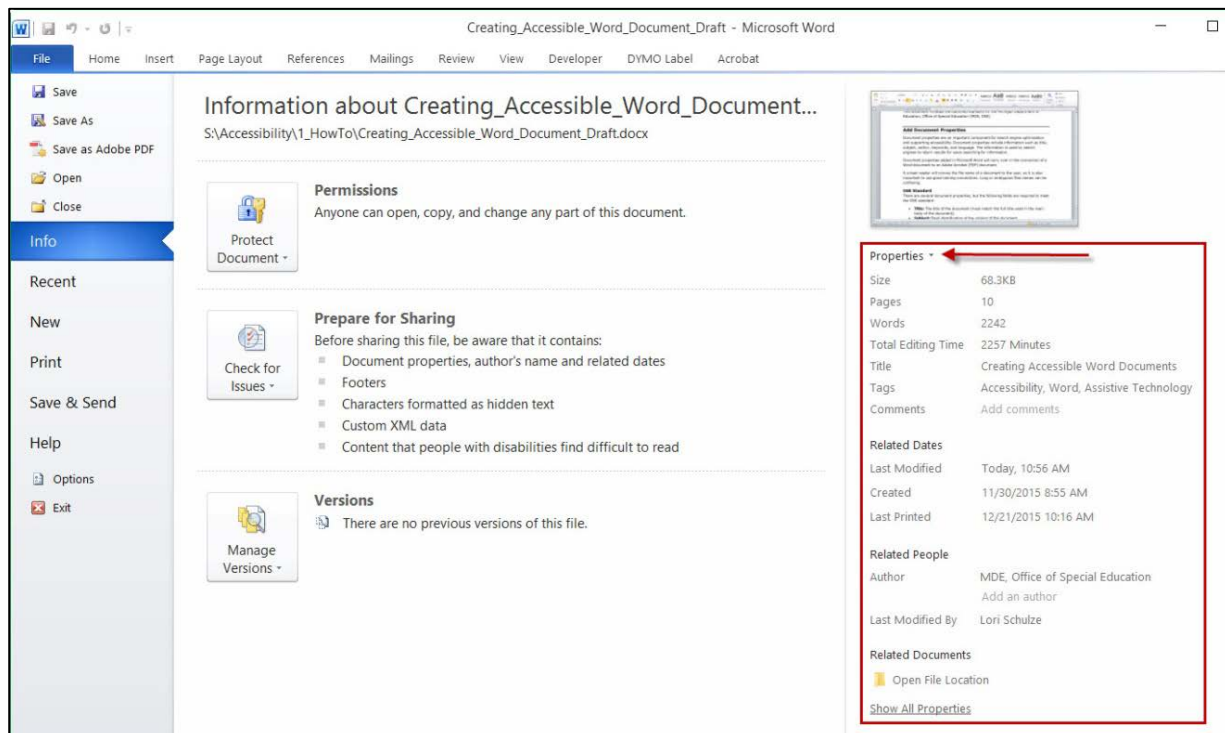 Creating_Accessible_Word_Document_Draft - Microsoft Word
File Home Insert Page Layout References Mailings Review View Developer DYMO Label Acrobat
Save
Save As
Save as Adobe PDF
Open
Close
Info
Recent
New
Print
Save & Send
Help
Options
Exit
Information about Creating_Accessible_Word_Document...
S:\Accessibility\1_HowTo\Creating_Accessible_Word_Document_Draft.docx
Protect
Document
Permissions
Anyone can open, copy, and change any part of this document.
Check for
Issues
Prepare for Sharing
Before sharing this file, be aware that it contains:
Document properties, author's name and related dates
Footers
Characters formatted as hidden text
Custom XML data
Content that people with disabilities find difficult to read
Manage
Versions
Versions
There are no previous versions of this file.
Add Document Properties
Properties
Size 68.3KB
Pages 10
Words 2242
Total Editing Time 2257 Minutes
Title Creating Accessible Word Documents
Tags Accessibility, Word, Assistive Technology
Comments Add comments
Related Dates
Last Modified Today, 10:56 AM
Created 11/30/2015 8:55 AM
Last Printed 12/21/2015 10:16 AM
Related People
Author MDE, Office of Special Education
Add an author
Last Modified By Lori Schulze
Related Documents
Open File Location
Show All Properties